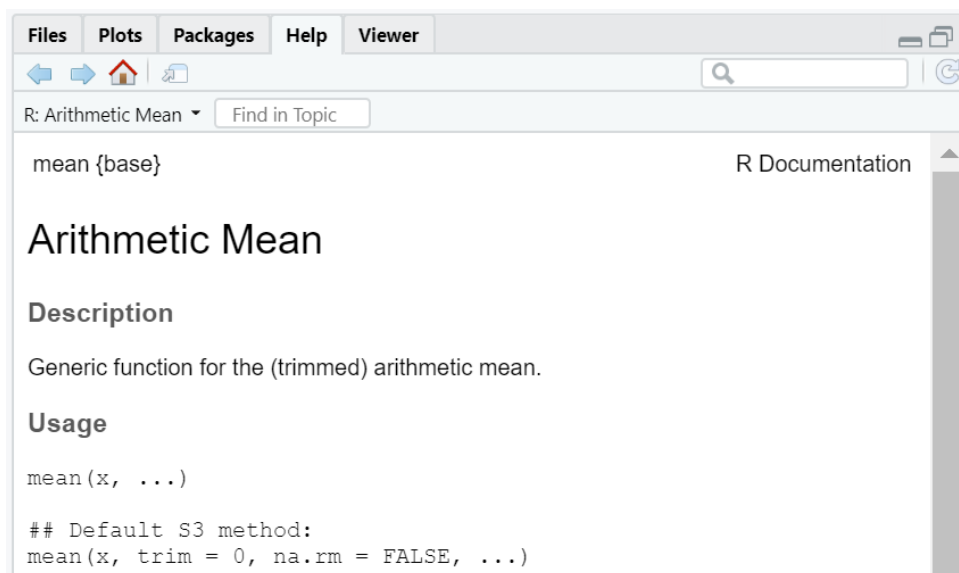 Files Plots Packages Help Viewer
R: Arithmetic Mean Find in Topic
mean {base} R Documentation
Arithmetic Mean
Description
Generic function for the (trimmed) arithmetic mean.
Usage
mean(x, ...)
## Default S3 method:
mean(x, trim = 0, na.rm = FALSE, ...)